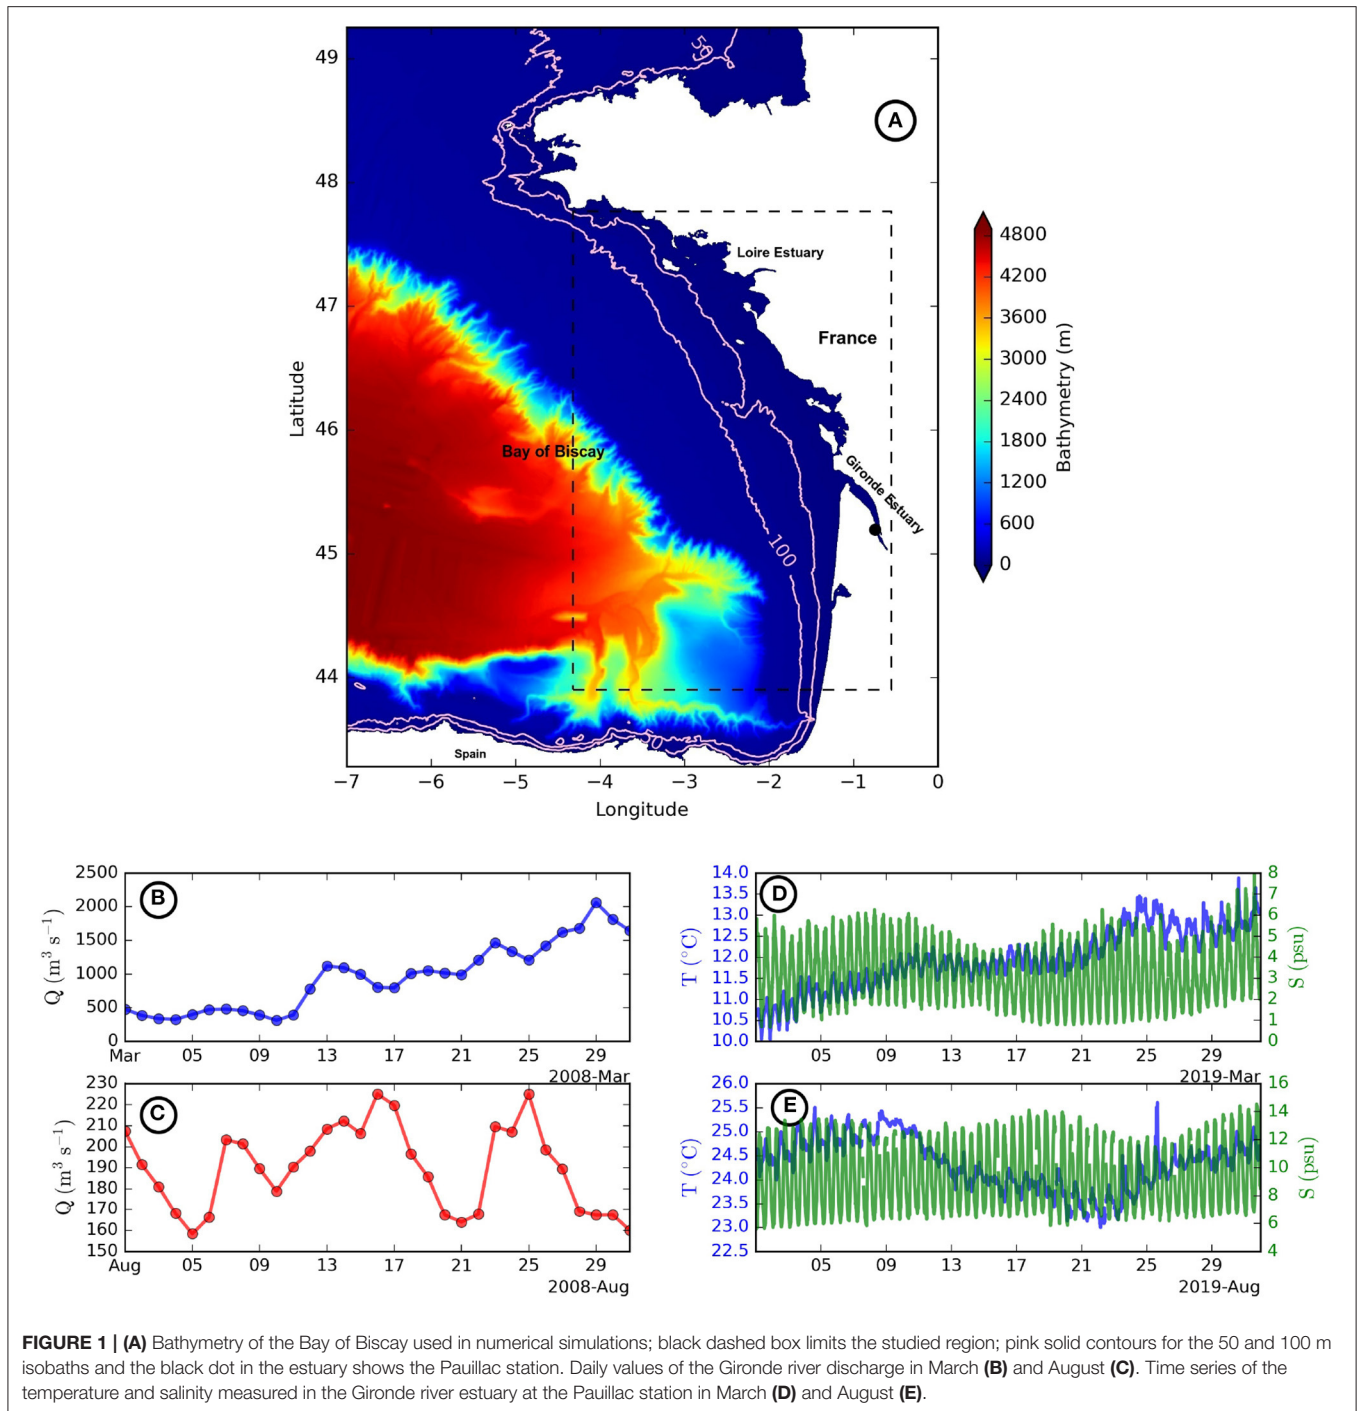 49
48
47
46
45
44
Latitude
−7 −6 −5 −4 −3 −2 −1 0
Longitude
50
A
Loire Estuary
France
Bay of Biscay
Gironde Estuary
100
Spain
4800
4200
3600
3000
2400
1800
1200
600
0
Bathymetry (m)
B
2500
2000
1500
1000
500
0
Q (m³ s⁻¹)
Mar 05 09 13 17 21 25 29
2008-Mar
C
230
220
210
200
190
180
170
160
150
Q (m³ s⁻¹)
Aug 05 09 13 17 21 25 29
2008-Aug
D
14.0
13.5
13.0
12.5
12.0
11.5
11.0
10.5
10.0
T (°C)
8
7
6
5
4
3
2
1
0
S (psu)
05 09 13 17 21 25 29
2019-Mar
E
26.0
25.5
25.0
24.5
24.0
23.5
23.0
22.5
T (°C)
16
14
12
10
8
6
4
S (psu)
05 09 13 17 21 25 29
2019-Aug
FIGURE 1 | (A) Bathymetry of the Bay of Biscay used in numerical simulations; black dashed box limits the studied region; pink solid contours for the 50 and 100 m
isobaths and the black dot in the estuary shows the Pauillac station. Daily values of the Gironde river discharge in March (B) and August (C). Time series of the
temperature and salinity measured in the Gironde river estuary at the Pauillac station in March (D) and August (E).